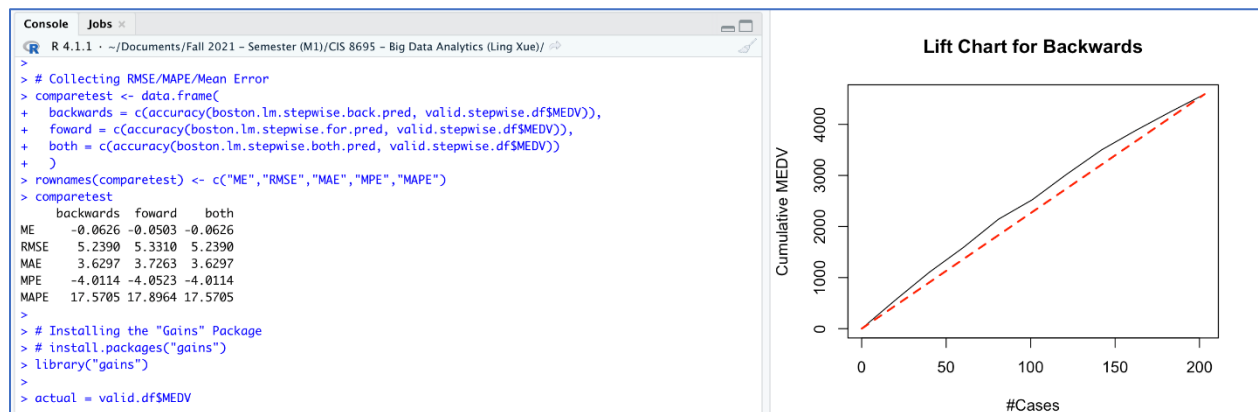 Console Jobs ×
R 4.1.1 · ~/Documents/Fall 2021 – Semester (M1)/CIS 8695 – Big Data Analytics (Ling Xue)/
>
> # Collecting RMSE/MAPE/Mean Error
> comparetest <- data.frame(
+   backwards = c(accuracy(boston.lm.stepwise.back.pred, valid.stepwise.df$MEDV)),
+   foward = c(accuracy(boston.lm.stepwise.for.pred, valid.stepwise.df$MEDV)),
+   both = c(accuracy(boston.lm.stepwise.both.pred, valid.stepwise.df$MEDV))
+   )
> rownames(comparetest) <- c("ME","RMSE","MAE","MPE","MAPE")
> comparetest
     backwards  foward    both
ME     -0.0626 -0.0503 -0.0626
RMSE    5.2390  5.3310  5.2390
MAE     3.6297  3.7263  3.6297
MPE    -4.0114 -4.0523 -4.0114
MAPE   17.5705 17.8964 17.5705
>
> # Installing the "Gains" Package
> # install.packages("gains")
> library("gains")
>
> actual = valid.df$MEDV
Lift Chart for Backwards
Cumulative MEDV
4000
3000
2000
1000
0
0 50 100 150 200
#Cases